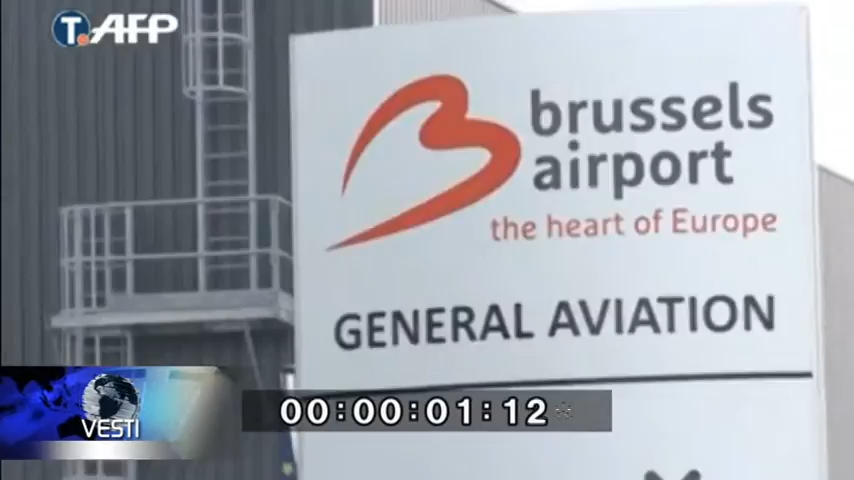 T.AFP
brussels
airport
the heart of Europe
GENERAL AVIATION
VESTI
00:00:01:12